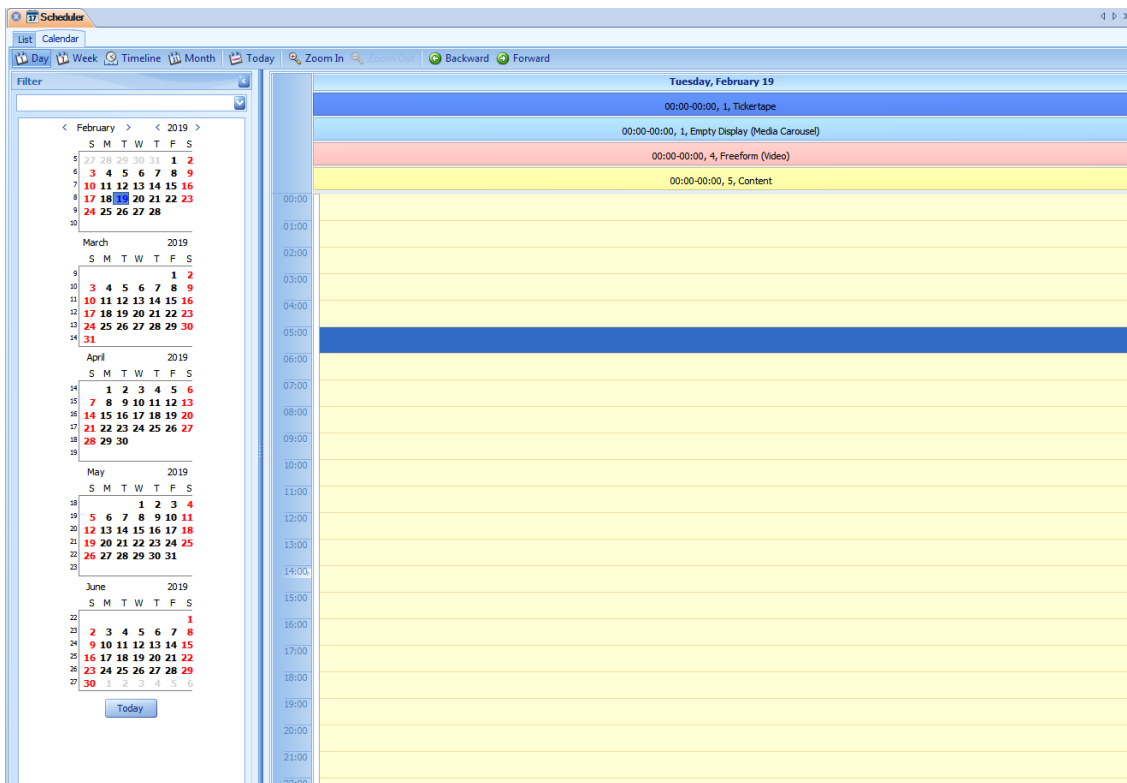 17 Scheduler
List Calendar
Day Week Timeline Month Today Zoom In Zoom Out Backward Forward
Filter
< February > < 2019 >
S M T W T F S
5 27 28 29 30 31 1 2
6 3 4 5 6 7 8 9
7 10 11 12 13 14 15 16
8 17 18 19 20 21 22 23
9 24 25 26 27 28
10
March 2019
S M T W T F S
9 1 2
10 3 4 5 6 7 8 9
11 10 11 12 13 14 15 16
12 17 18 19 20 21 22 23
13 24 25 26 27 28 29 30
14 31
April 2019
S M T W T F S
14 1 2 3 4 5 6
15 7 8 9 10 11 12 13
16 14 15 16 17 18 19 20
17 21 22 23 24 25 26 27
18 28 29 30
19
May 2019
S M T W T F S
18 1 2 3 4
19 5 6 7 8 9 10 11
20 12 13 14 15 16 17 18
21 19 20 21 22 23 24 25
22 26 27 28 29 30 31
23
June 2019
S M T W T F S
22 1
23 2 3 4 5 6 7 8
24 9 10 11 12 13 14 15
25 16 17 18 19 20 21 22
26 23 24 25 26 27 28 29
27 30 1 2 3 4 5 6
Today
Tuesday, February 19
00:00-00:00, 1, Tickertape
00:00-00:00, 1, Empty Display (Media Carousel)
00:00-00:00, 4, Freeform (Video)
00:00-00:00, 5, Content
00:00
01:00
02:00
03:00
04:00
05:00
06:00
07:00
08:00
09:00
10:00
11:00
12:00
13:00
14:00
15:00
16:00
17:00
18:00
19:00
20:00
21:00